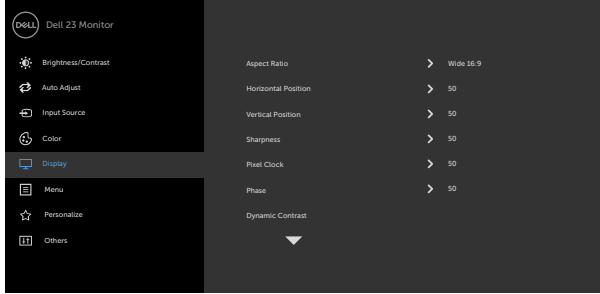 DELL Dell 23 Monitor
Brightness/Contrast
Auto Adjust
Input Source
Color
Display
Menu
Personalize
Others
Aspect Ratio Wide 16:9
Horizontal Position 50
Vertical Position 50
Sharpness 50
Pixel Clock 50
Phase 50
Dynamic Contrast